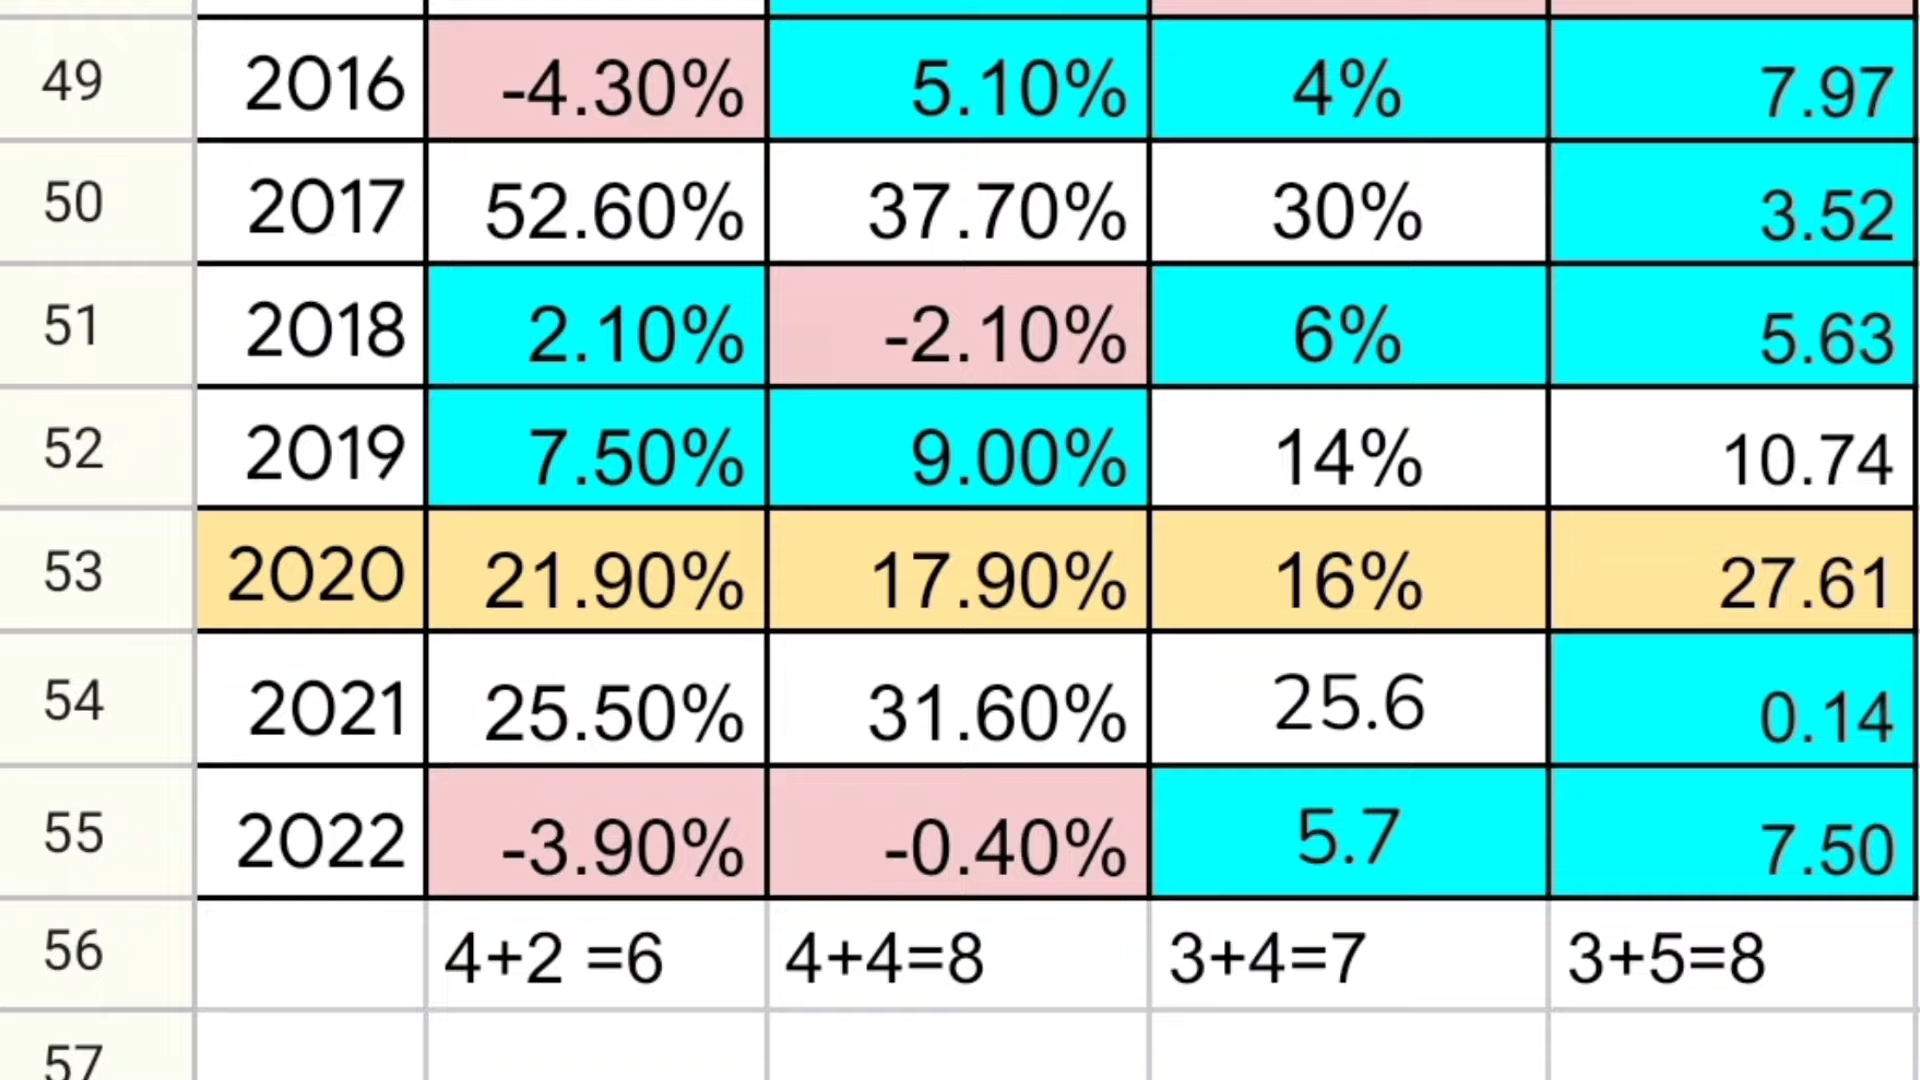 49 2016 -4.30% 5.10% 4% 7.97
50 2017 52.60% 37.70% 30% 3.52
51 2018 2.10% -2.10% 6% 5.63
52 2019 7.50% 9.00% 14% 10.74
53 2020 21.90% 17.90% 16% 27.61
54 2021 25.50% 31.60% 25.6 0.14
55 2022 -3.90% -0.40% 5.7 7.50
56 4+2 =6 4+4=8 3+4=7 3+5=8
57